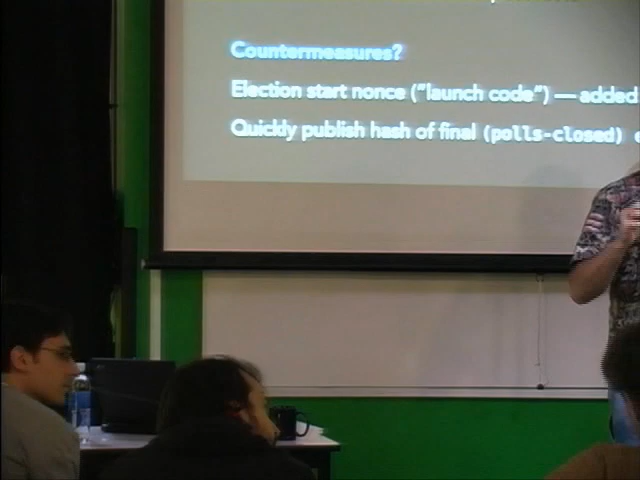 Countermeasures?
Election start nonce ("launch code") — added
Quickly publish hash of final (polls-closed)